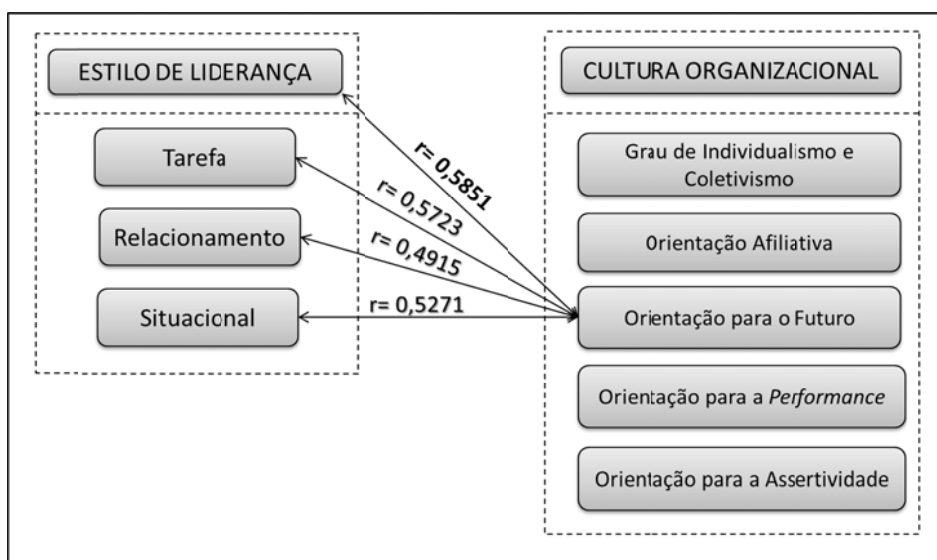 ESTILO DE LIDERANÇA
Tarefa
Relacionamento
Situacional
r= 0,5851
r= 0,5723
r= 0,4915
r= 0,5271
CULTURA ORGANIZACIONAL
Grau de Individualismo e
Coletivismo
Orientação Afiliativa
Orientação para o Futuro
Orientação para a Performance
Orientação para a Assertividade